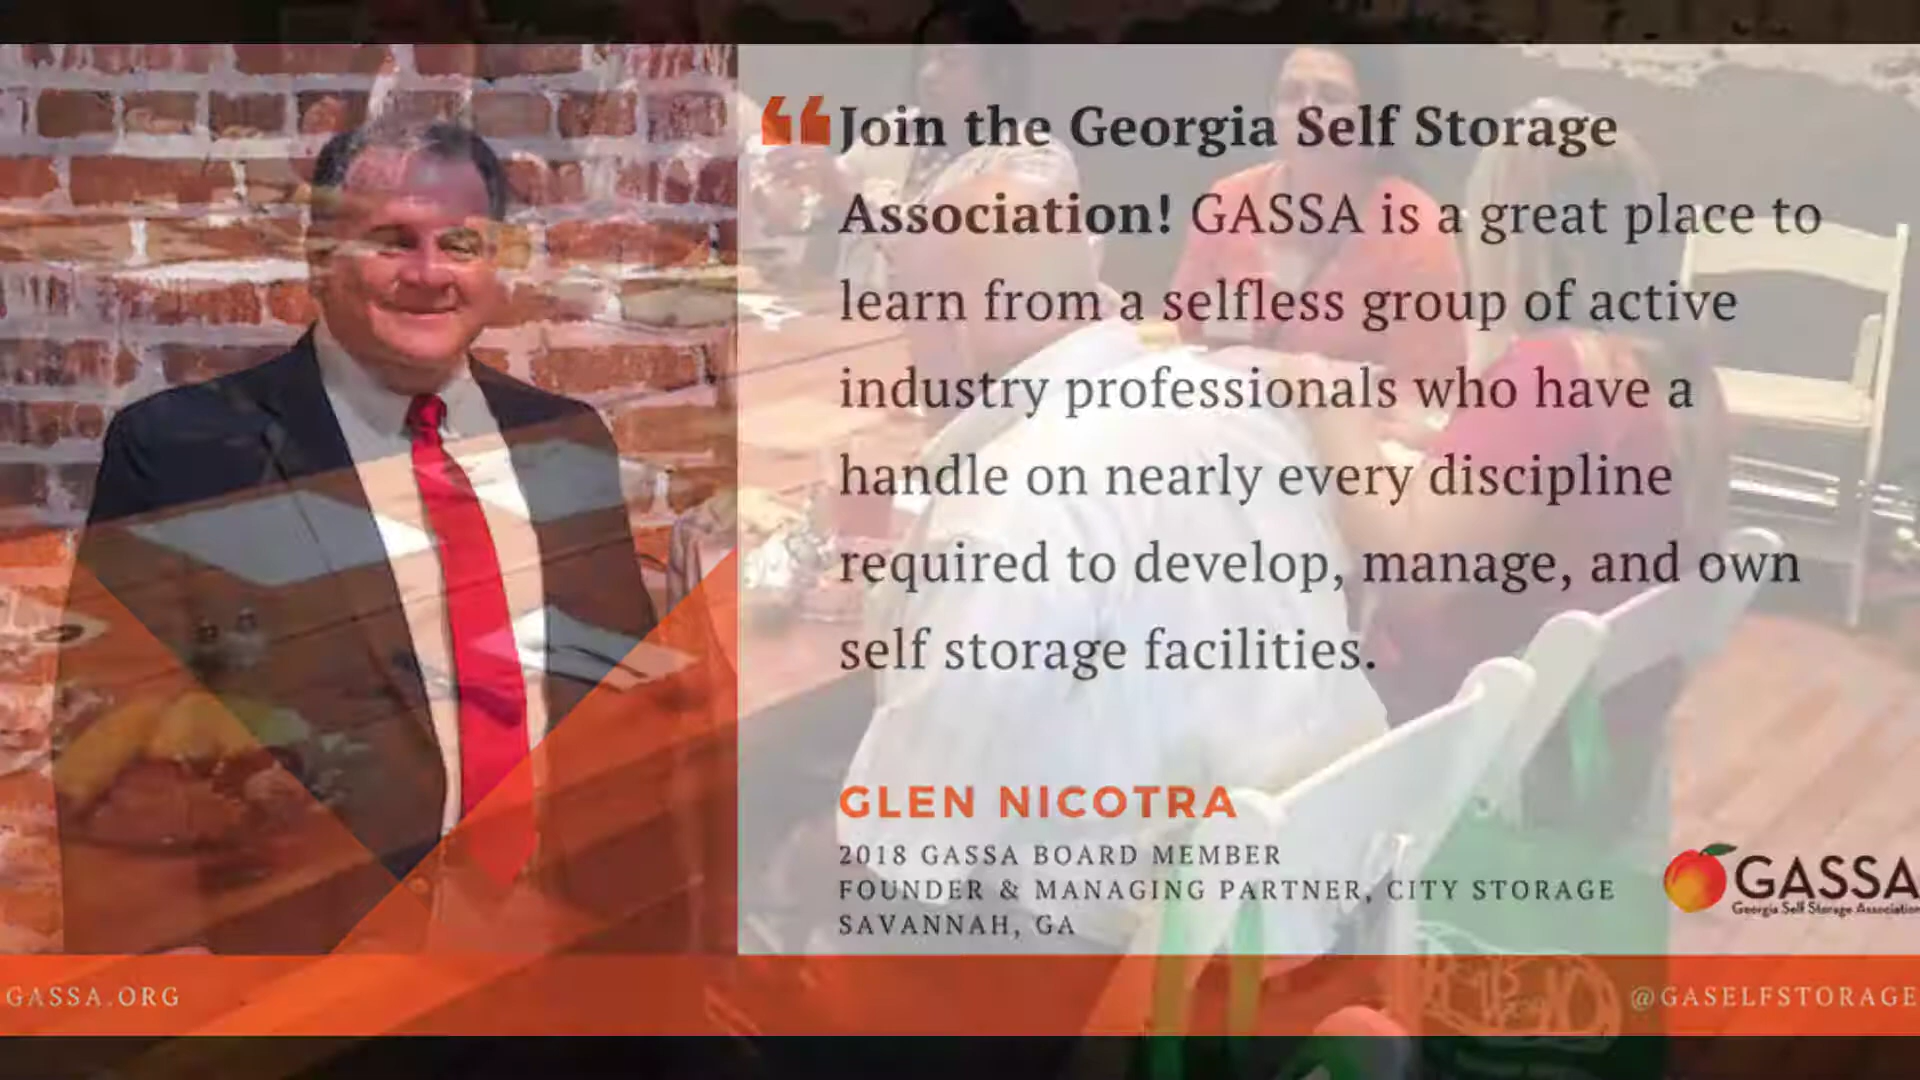 “Join the Georgia Self Storage
Association! GASSA is a great place to
learn from a selfless group of active
industry professionals who have a
handle on nearly every discipline
required to develop, manage, and own
self storage facilities.
GLEN NICOTRA
2018 GASSA BOARD MEMBER
FOUNDER & MANAGING PARTNER, CITY STORAGE
SAVANNAH, GA
GASSA
Georgia Self Storage Association
GASSA.ORG
@GASELFSTORAGE